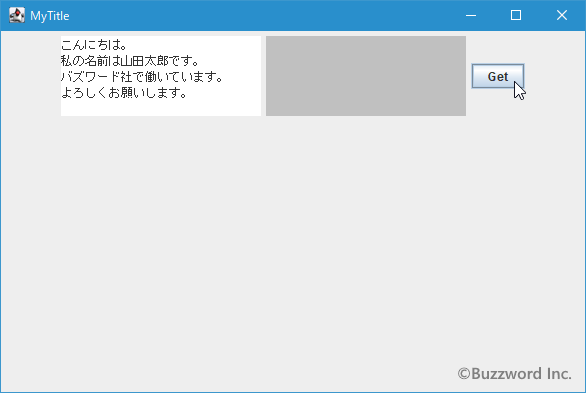 MyTitle
こんにちは。
私の名前は山田太郎です。
バズワード社で働いています。
よろしくお願いします。
Get
©Buzzword Inc.